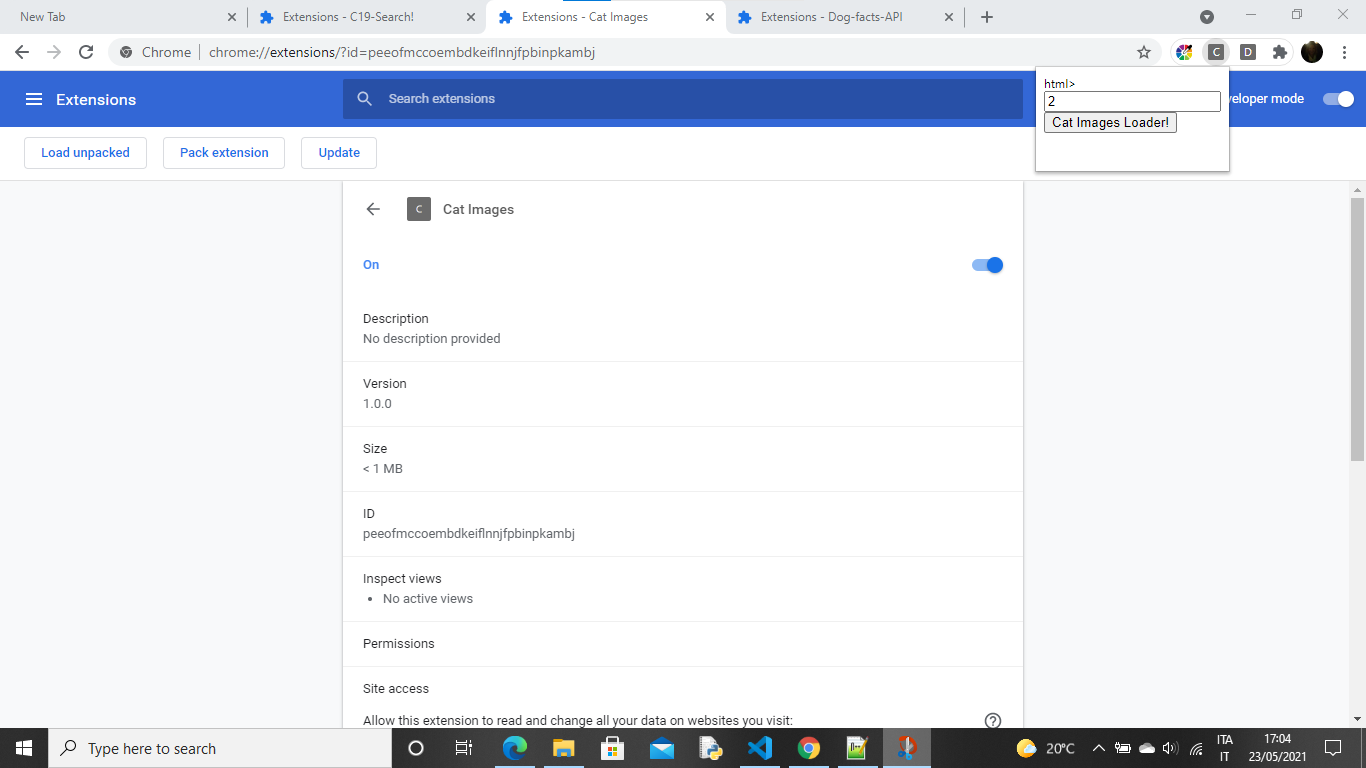 New Tab
Extensions - C19-Search!
Extensions - Cat Images
Extensions - Dog-facts-API
Chrome
chrome://extensions/?id=peeofmccoembdkeiflnnjfpbinpkambj
C
D
html>
2
Cat Images Loader!
Extensions
Search extensions
veloper mode
Load unpacked
Pack extension
Update
C
Cat Images
On
Description
No description provided
Version
1.0.0
Size
< 1 MB
ID
peeofmccoembdkeiflnnjfpbinpkambj
Inspect views
• No active views
Permissions
Site access
Allow this extension to read and change all your data on websites you visit:
Type here to search
20°C
ITA
IT
17:04
23/05/2021